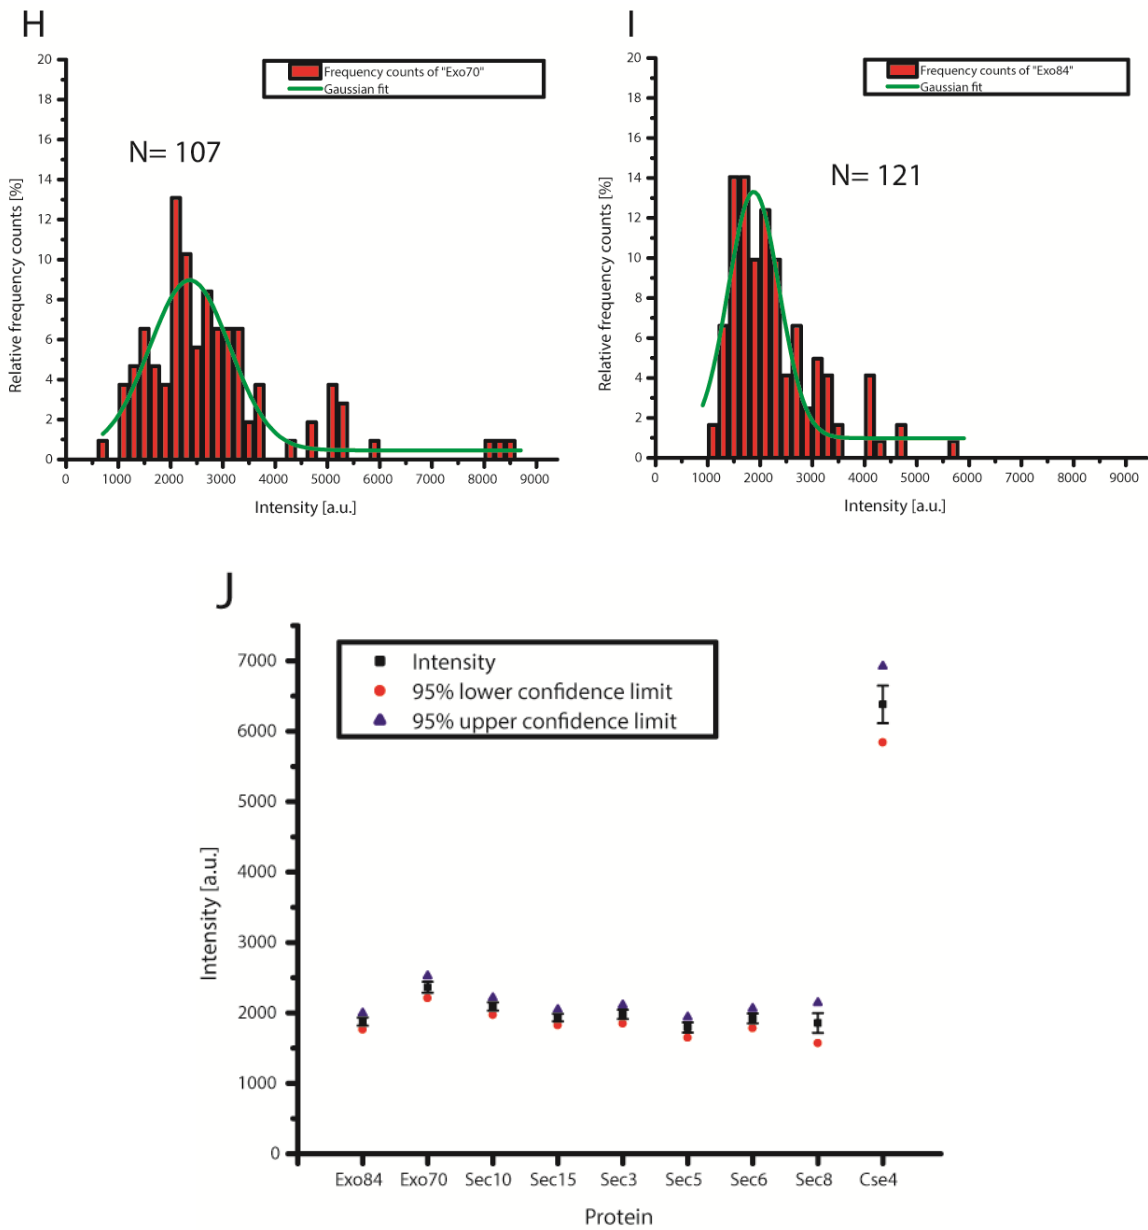 H
20
18
16
14
12
10
8
6
4
2
0
Relative frequency counts [%]
Frequency counts of "Exo70"
Gaussian fit
N= 107
0 1000 2000 3000 4000 5000 6000 7000 8000 9000
Intensity [a.u.]
I
20
18
16
14
12
10
8
6
4
2
0
Relative frequency counts [%]
Frequency counts of "Exo84"
Gaussian fit
N= 121
0 1000 2000 3000 4000 5000 6000 7000 8000 9000
Intensity [a.u.]
J
7000
6000
5000
4000
3000
2000
1000
0
Intensity [a.u.]
Intensity
95% lower confidence limit
95% upper confidence limit
Exo84 Exo70 Sec10 Sec15 Sec3 Sec5 Sec6 Sec8 Cse4
Protein